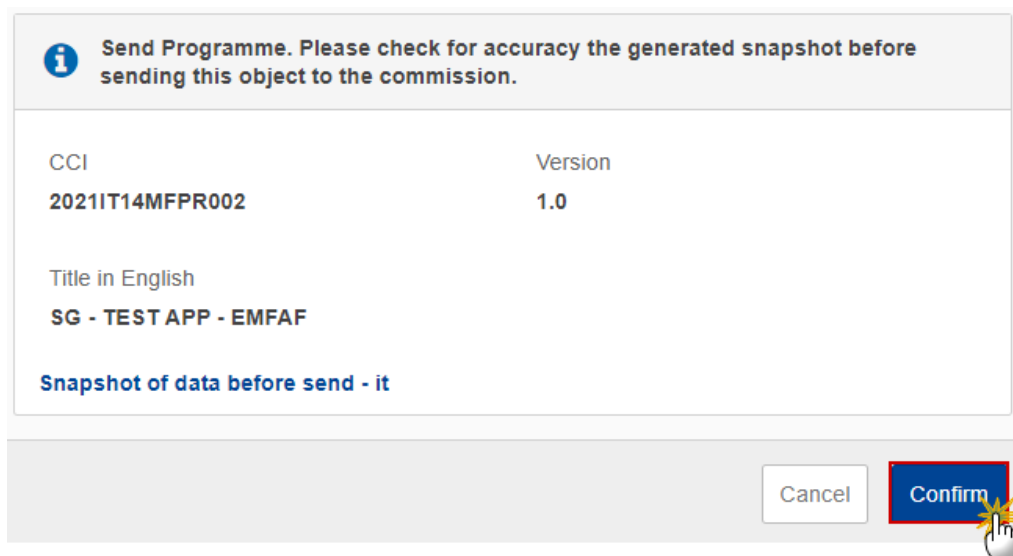 Send Programme. Please check for accuracy the generated snapshot before
sending this object to the commission.
CCI
Version
2021IT14MFPR002
1.0
Title in English
SG - TEST APP - EMFAF
Snapshot of data before send - it
Cancel
Confirm